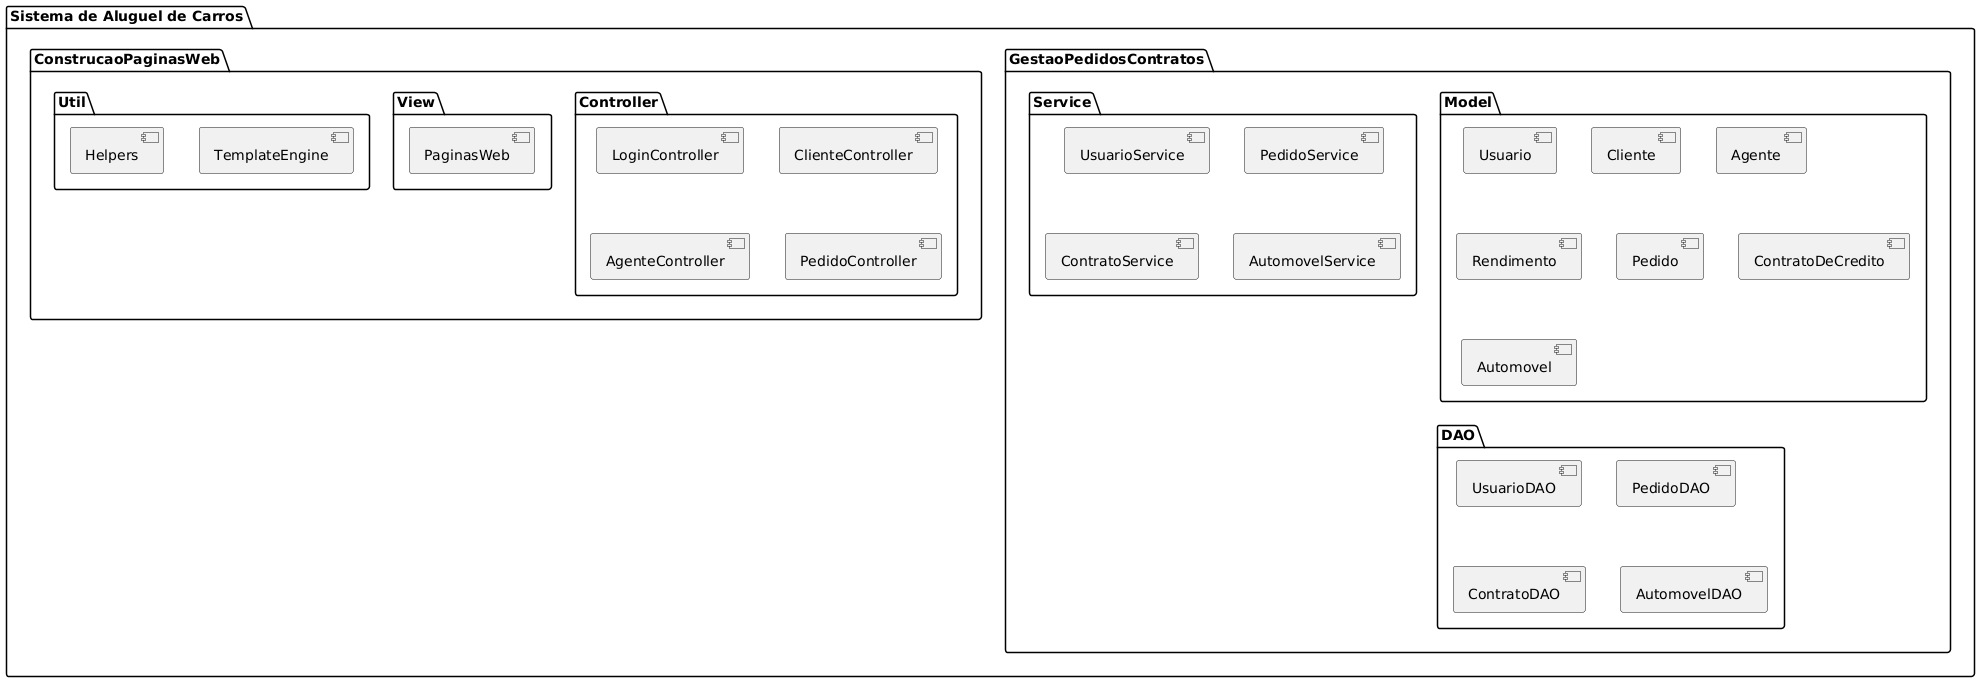 Sistema de Aluguel de Carros
ConstrucaoPaginasWeb
Util
Helpers
TemplateEngine
View
PaginasWeb
Controller
LoginController
ClienteController
AgenteController
PedidoController
GestaoPedidosContratos
Service
UsuarioService
PedidoService
ContratoService
AutomovelService
Model
Usuario
Cliente
Agente
Rendimento
Pedido
ContratoDeCredito
Automovel
DAO
UsuarioDAO
PedidoDAO
ContratoDAO
AutomovelDAO